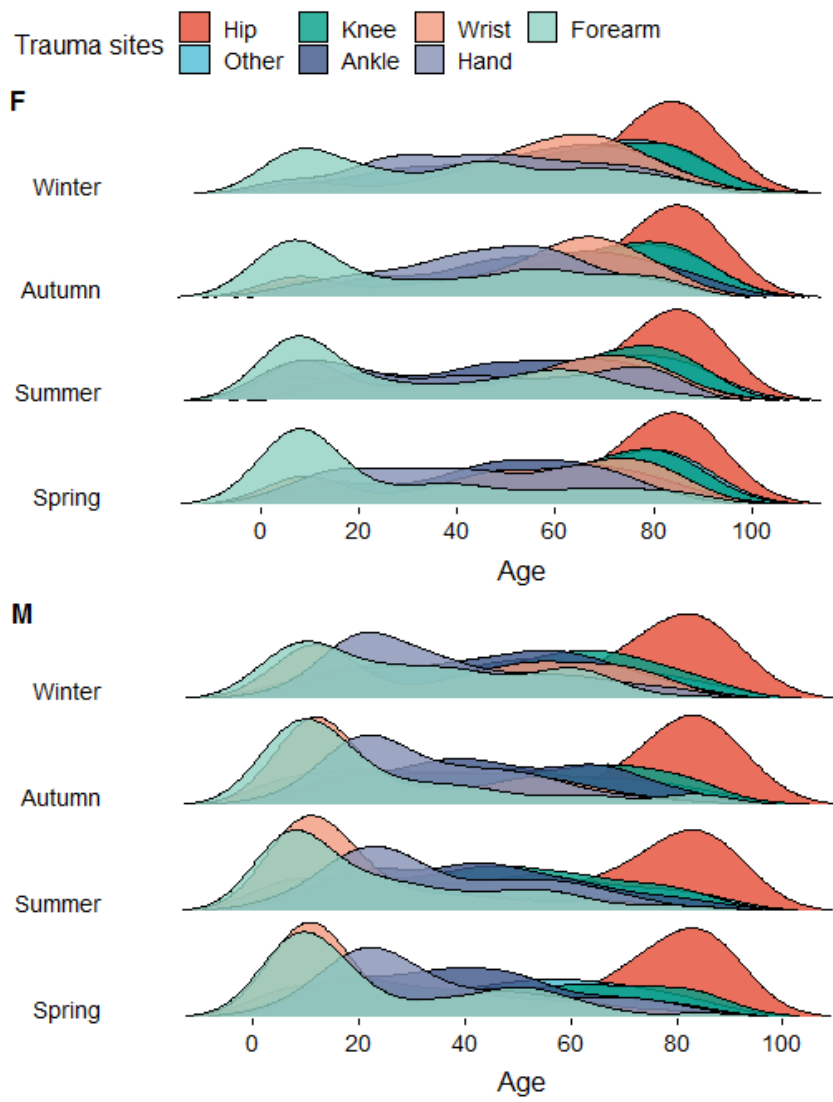 Trauma sites
Hip Knee Wrist Forearm
Other Ankle Hand
F
Winter
Autumn
Summer
Spring
0 20 40 60 80 100
Age
M
Winter
Autumn
Summer
Spring
0 20 40 60 80 100
Age